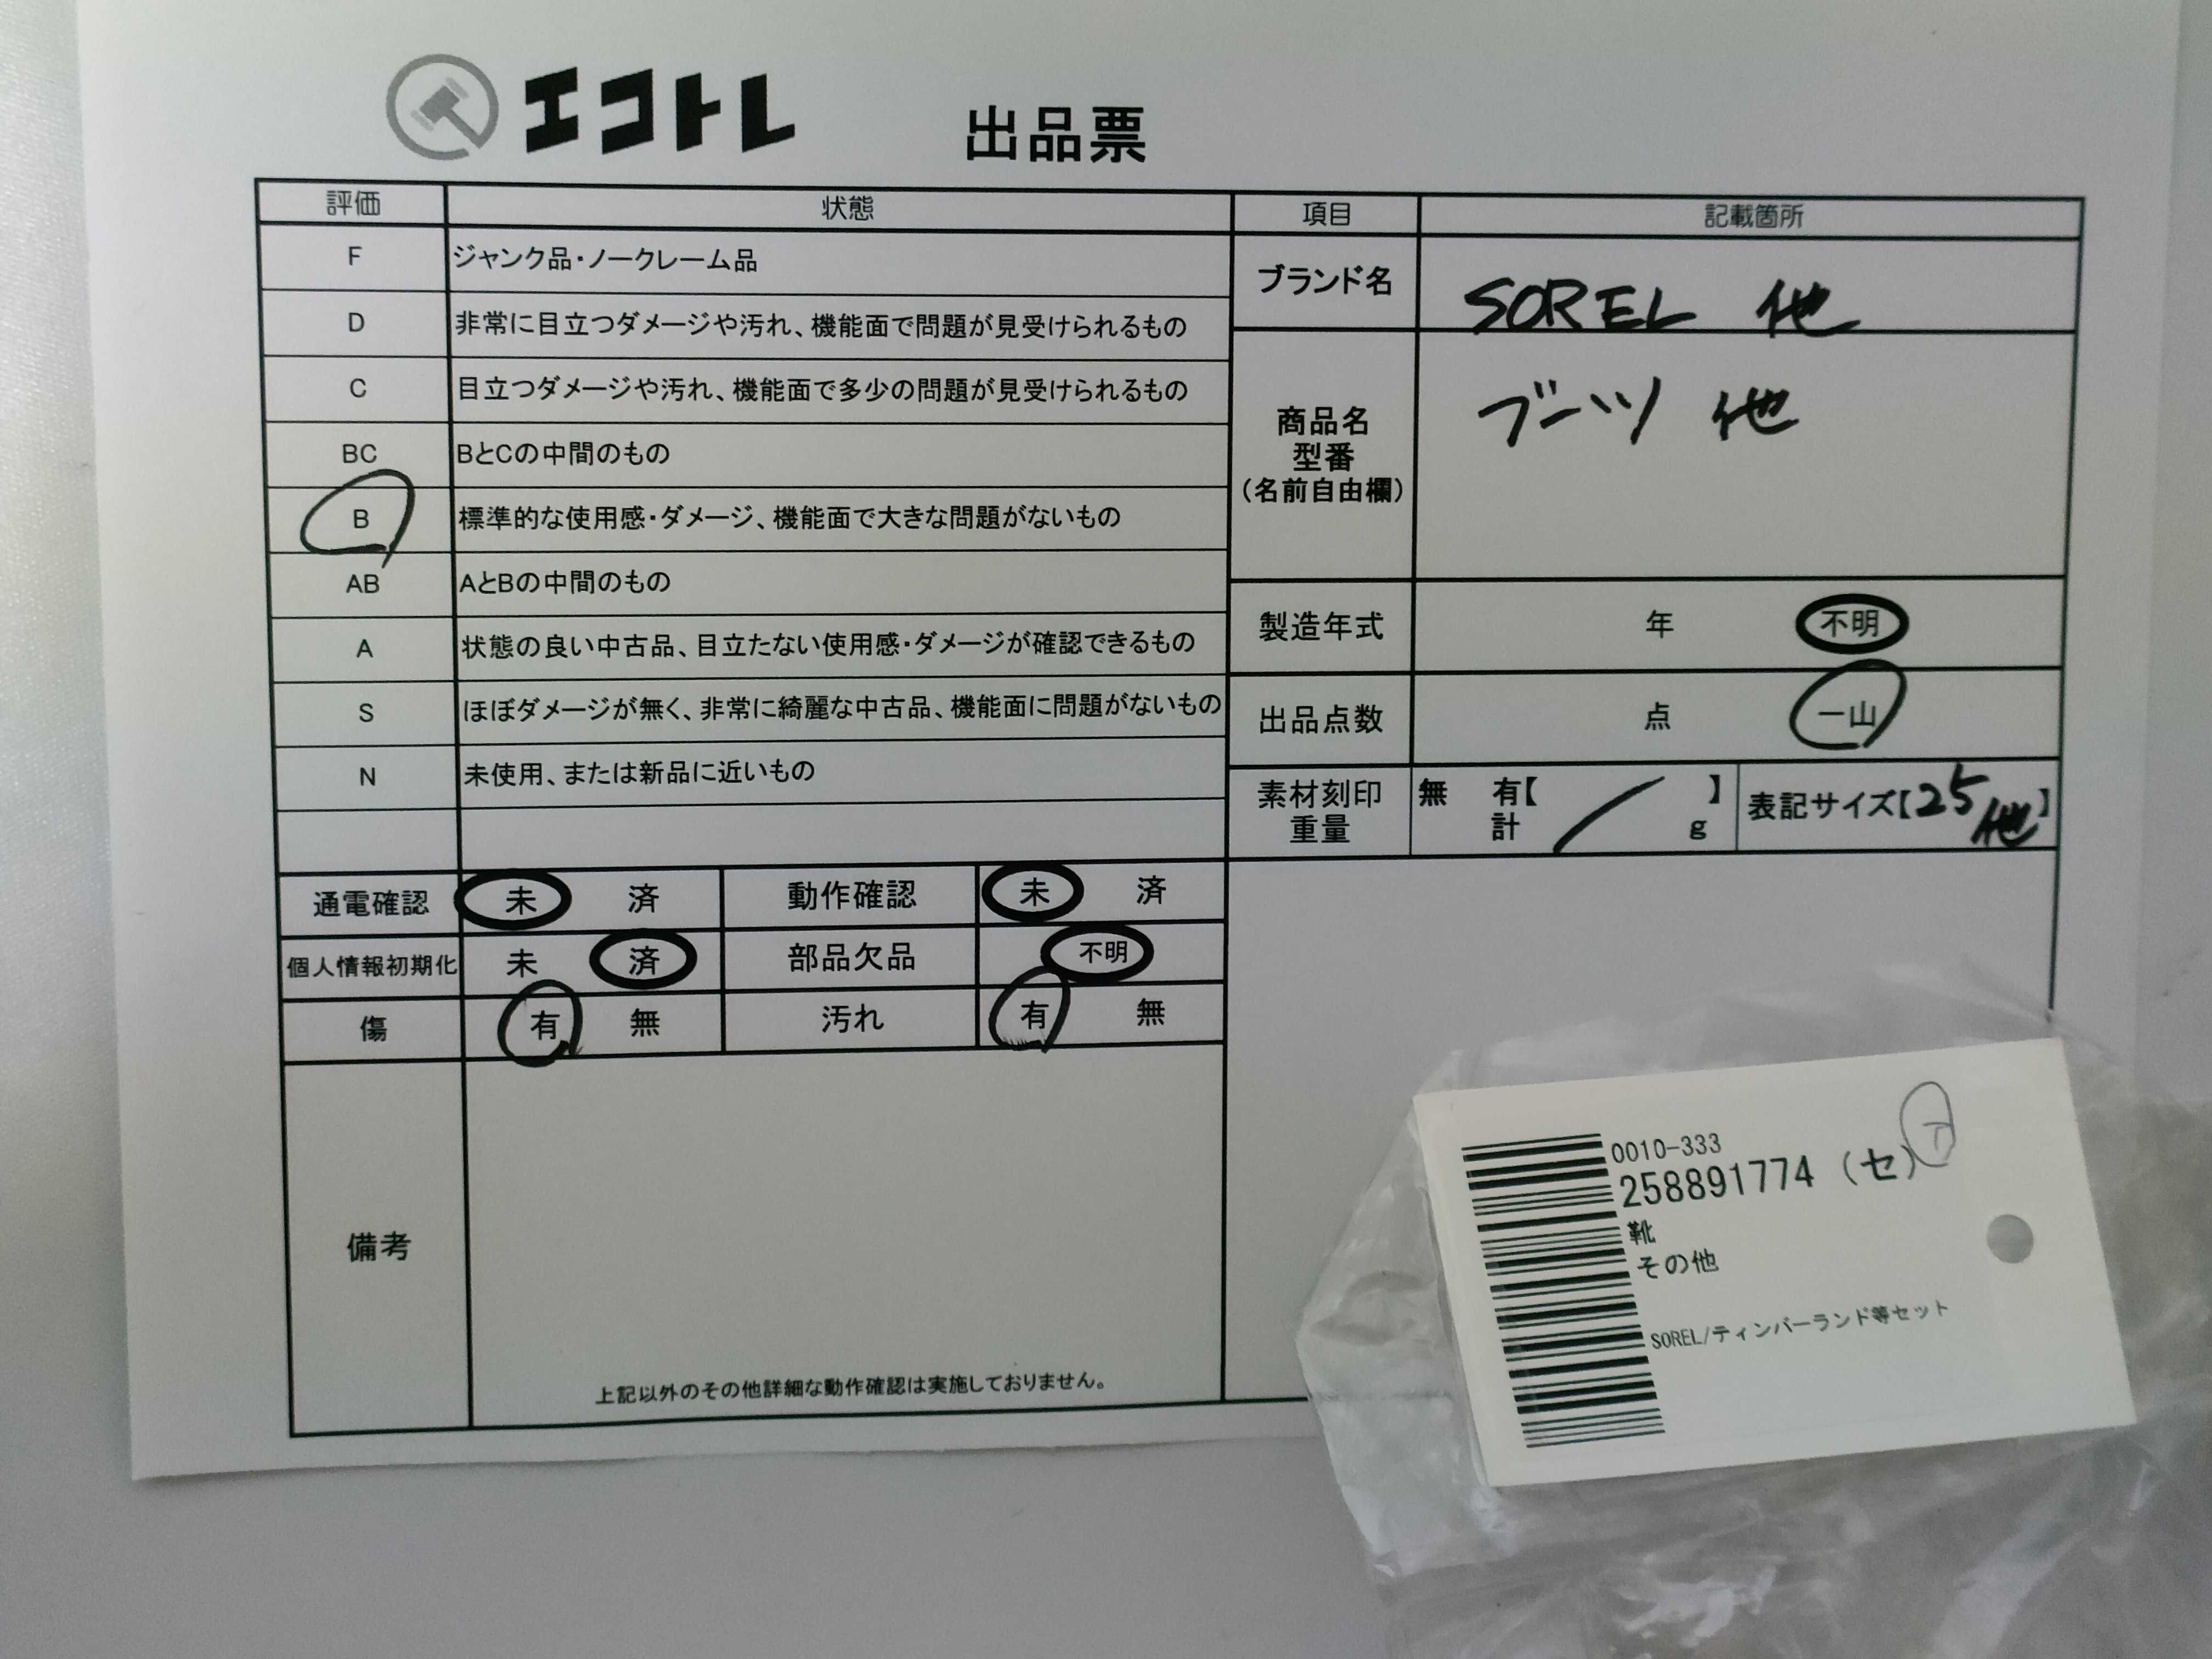 エコトレ 出品票
評価 状態
F ジャンク品・ノークレーム品
D 非常に目立つダメージや汚れ、機能面で問題が見受けられるもの
C 目立つダメージや汚れ、機能面で多少の問題が見受けられるもの
BC BとCの中間のもの
B 標準的な使用感・ダメージ、機能面で大きな問題がないもの
AB AとBの中間のもの
A 状態の良い中古品、目立たない使用感・ダメージが確認できるもの
S ほぼダメージが無く、非常に綺麗な中古品、機能面に問題がないもの
N 未使用、または新品に近いもの
通電確認 未 済 動作確認 未 済
個人情報初期化 未 済 部品欠品 不明
傷 有 無 汚れ 有 無
備考
上記以外のその他詳細な動作確認は実施しておりません。
項目 記載箇所
ブランド名 SOREL 他
商品名
型番
(名前自由欄)
ブーツ 他
製造年式 年 不明
出品点数 点 一山
素材刻印 無 有【 】
重量 計 g
表記サイズ【25他】
0010-333
258891774 (セ)
靴
その他
SOREL/ティンバーランド等セット